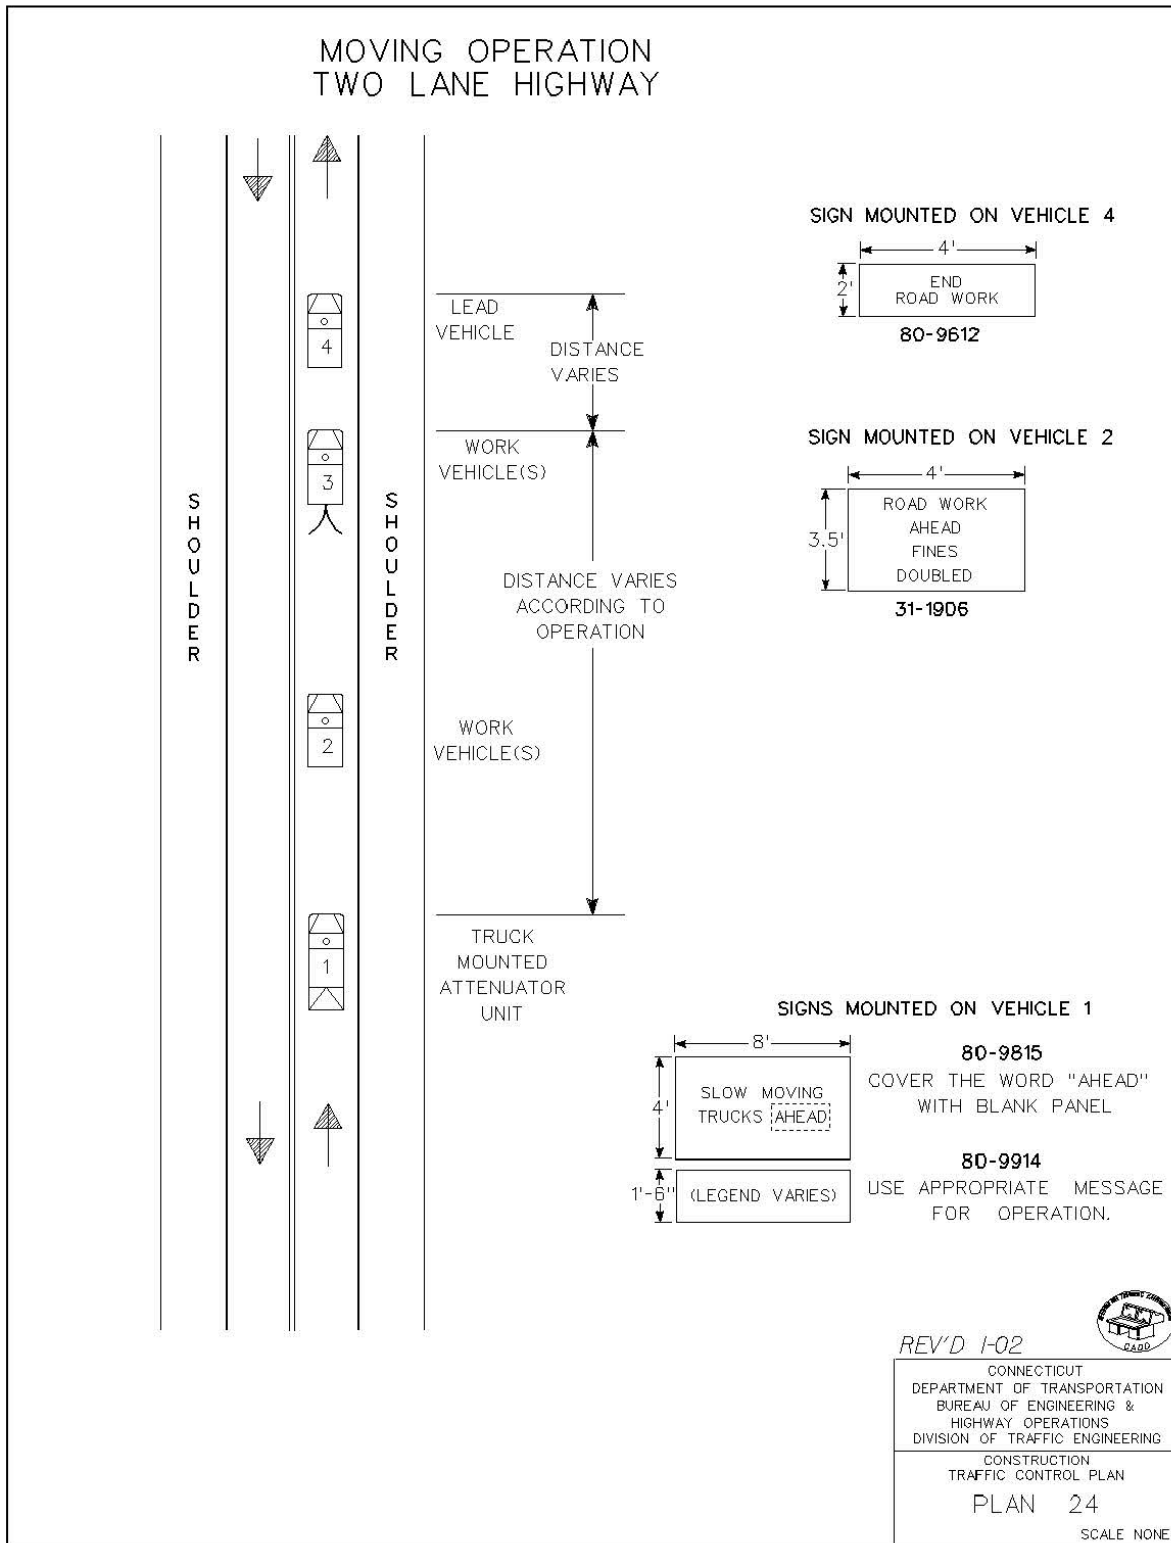 MOVING OPERATION
TWO LANE HIGHWAY
SIGN MOUNTED ON VEHICLE 4
4'
2'
END
ROAD WORK
80-9612
LEAD
VEHICLE
4
DISTANCE
VARIES
SIGN MOUNTED ON VEHICLE 2
4'
3.5'
ROAD WORK
AHEAD
FINES
DOUBLED
31-1906
WORK
VEHICLE(S)
3
SHOULDER
SHOULDER
DISTANCE VARIES
ACCORDING TO
OPERATION
2
WORK
VEHICLE(S)
1
TRUCK
MOUNTED
ATTENUATOR
UNIT
SIGNS MOUNTED ON VEHICLE 1
8'
4'
SLOW MOVING
TRUCKS AHEAD
80-9815
COVER THE WORD "AHEAD"
WITH BLANK PANEL
1'-6"
(LEGEND VARIES)
80-9914
USE APPROPRIATE MESSAGE
FOR OPERATION.
REV'D 1-02
CADD
CONNECTICUT
DEPARTMENT OF TRANSPORTATION
BUREAU OF ENGINEERING &
HIGHWAY OPERATIONS
DIVISION OF TRAFFIC ENGINEERING
CONSTRUCTION
TRAFFIC CONTROL PLAN
PLAN 24
SCALE NONE